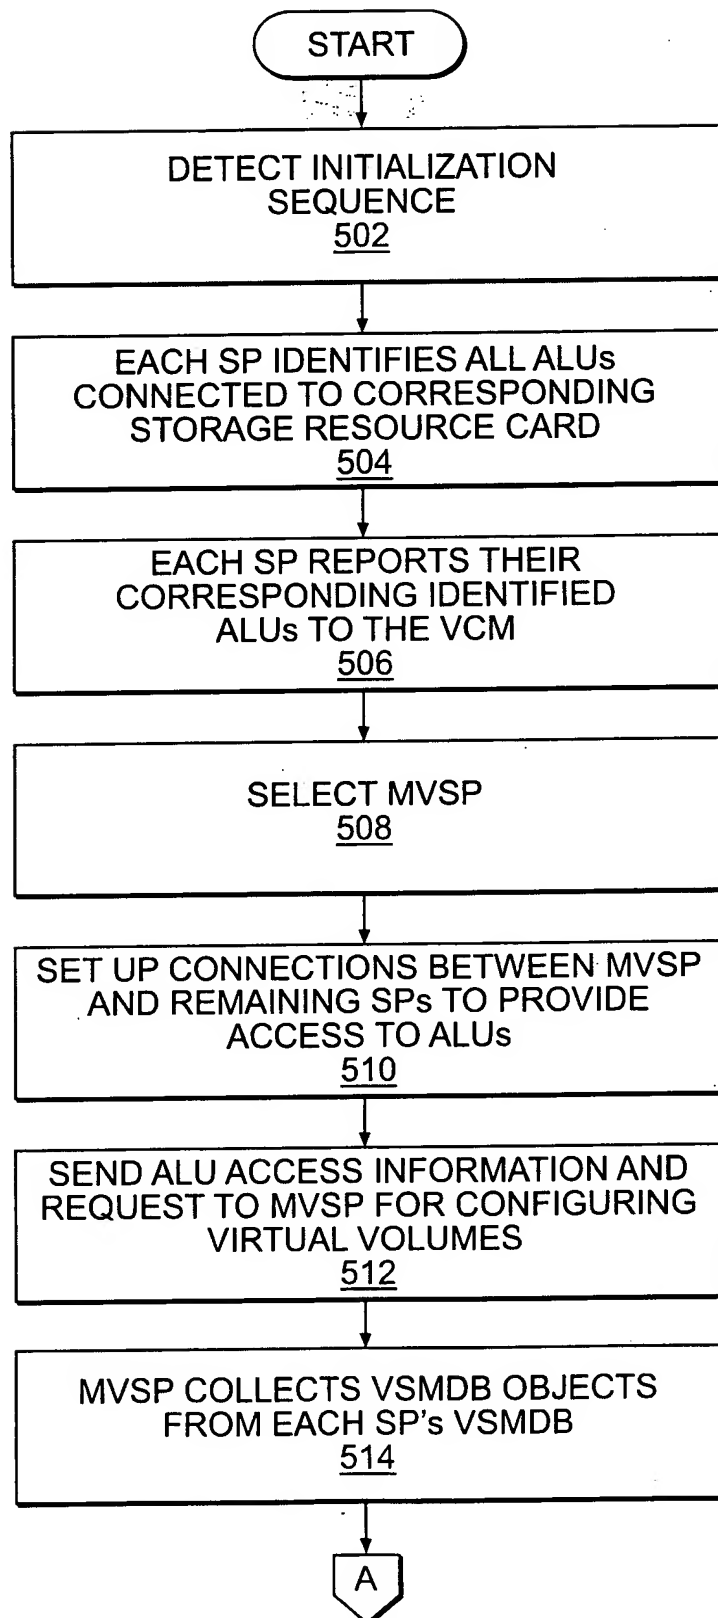 START
DETECT INITIALIZATION
SEQUENCE
502
EACH SP IDENTIFIES ALL ALUs
CONNECTED TO CORRESPONDING
STORAGE RESOURCE CARD
504
EACH SP REPORTS THEIR
CORRESPONDING IDENTIFIED
ALUs TO THE VCM
506
SELECT MVSP
508
SET UP CONNECTIONS BETWEEN MVSP
AND REMAINING SPs TO PROVIDE
ACCESS TO ALUs
510
SEND ALU ACCESS INFORMATION AND
REQUEST TO MVSP FOR CONFIGURING
VIRTUAL VOLUMES
512
MVSP COLLECTS VSMDB OBJECTS
FROM EACH SP's VSMDB
514
A